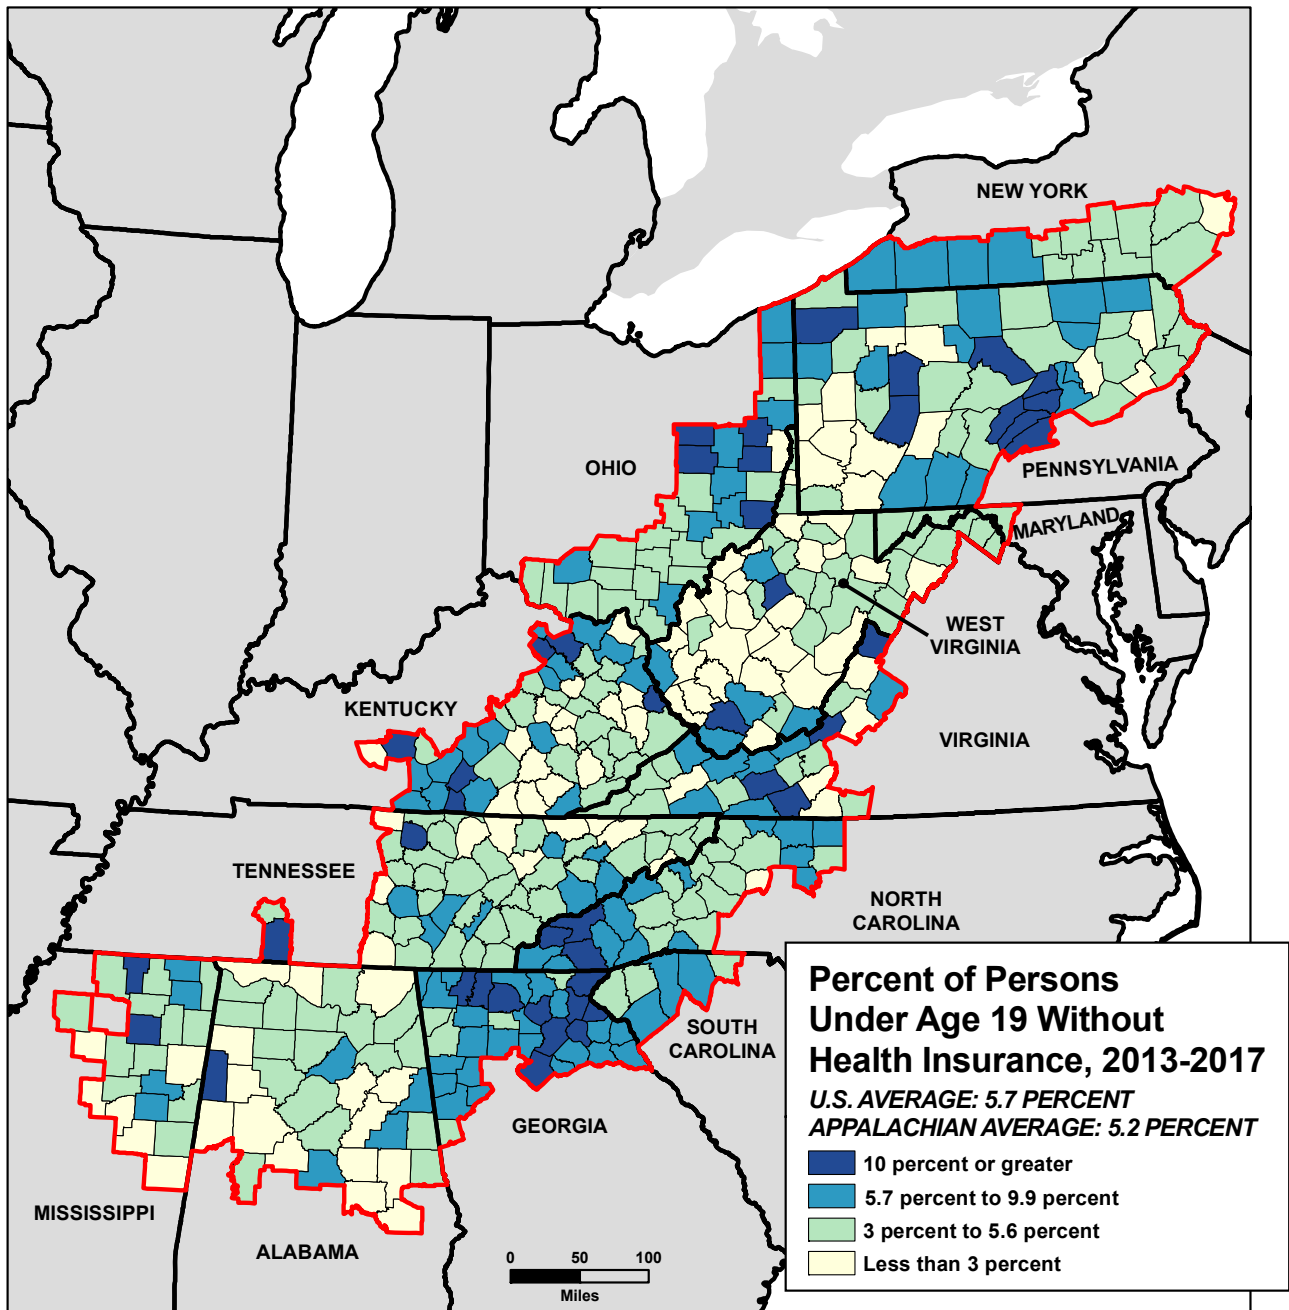 NEW YORK
OHIO
PENNSYLVANIA
MARYLAND
WEST
VIRGINIA
KENTUCKY
VIRGINIA
TENNESSEE
NORTH
CAROLINA
SOUTH
CAROLINA
GEORGIA
MISSISSIPPI
ALABAMA
0 50 100
Miles
Percent of Persons
Under Age 19 Without
Health Insurance, 2013-2017
U.S. AVERAGE: 5.7 PERCENT
APPALACHIAN AVERAGE: 5.2 PERCENT
10 percent or greater
5.7 percent to 9.9 percent
3 percent to 5.6 percent
Less than 3 percent